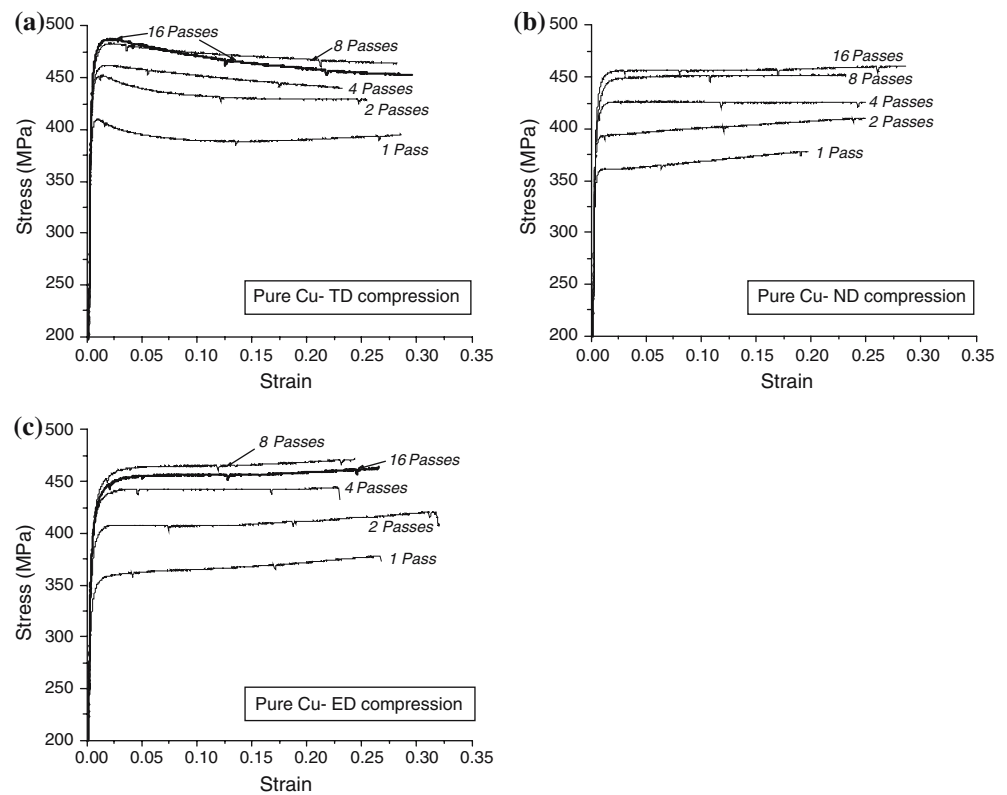 (a)
500
450
400
350
300
250
200
Stress (MPa)
16 Passes
8 Passes
4 Passes
2 Passes
1 Pass
Pure Cu- TD compression
0.00 0.05 0.10 0.15 0.20 0.25 0.30 0.35
Strain
(b)
500
450
400
350
300
250
200
Stress (MPa)
16 Passes
8 Passes
4 Passes
2 Passes
1 Pass
Pure Cu- ND compression
0.00 0.05 0.10 0.15 0.20 0.25 0.30 0.35
Strain
(c)
500
450
400
350
300
250
200
Stress (MPa)
8 Passes
16 Passes
4 Passes
2 Passes
1 Pass
Pure Cu- ED compression
0.00 0.05 0.10 0.15 0.20 0.25 0.30 0.35
Strain